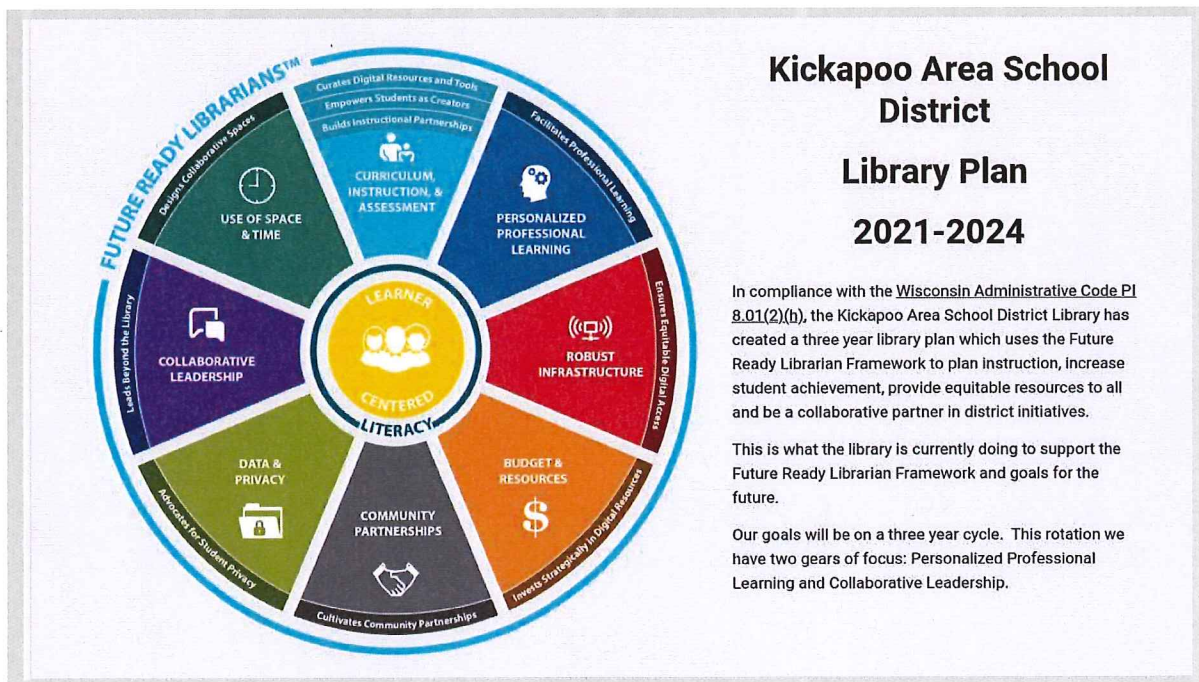 FUTURE READY LIBRARIANS™
Curates Digital Resources and Tools
Empowers Students as Creators
Builds Instructional Partnerships
CURRICULUM,
INSTRUCTION, &
ASSESSMENT
Facilitates Professional Learning
PERSONALIZED
PROFESSIONAL
LEARNING
Ensures Equitable Digital Access
ROBUST
INFRASTRUCTURE
Invests Strategically in Digital Resources
BUDGET &
RESOURCES
$
COMMUNITY
PARTNERSHIPS
Cultivates Community Partnerships
DATA &
PRIVACY
Advocates for Student Privacy
COLLABORATIVE
LEADERSHIP
Leads Beyond the Library
USE OF SPACE
& TIME
Designs Collaborative Spaces
LEARNER
CENTERED
LITERACY
Kickapoo Area School
District
Library Plan
2021-2024
In compliance with the Wisconsin Administrative Code PI
8.01(2)(h), the Kickapoo Area School District Library has
created a three year library plan which uses the Future
Ready Librarian Framework to plan instruction, increase
student achievement, provide equitable resources to all
and be a collaborative partner in district initiatives.
This is what the library is currently doing to support the
Future Ready Librarian Framework and goals for the
future.
Our goals will be on a three year cycle. This rotation we
have two gears of focus: Personalized Professional
Learning and Collaborative Leadership.